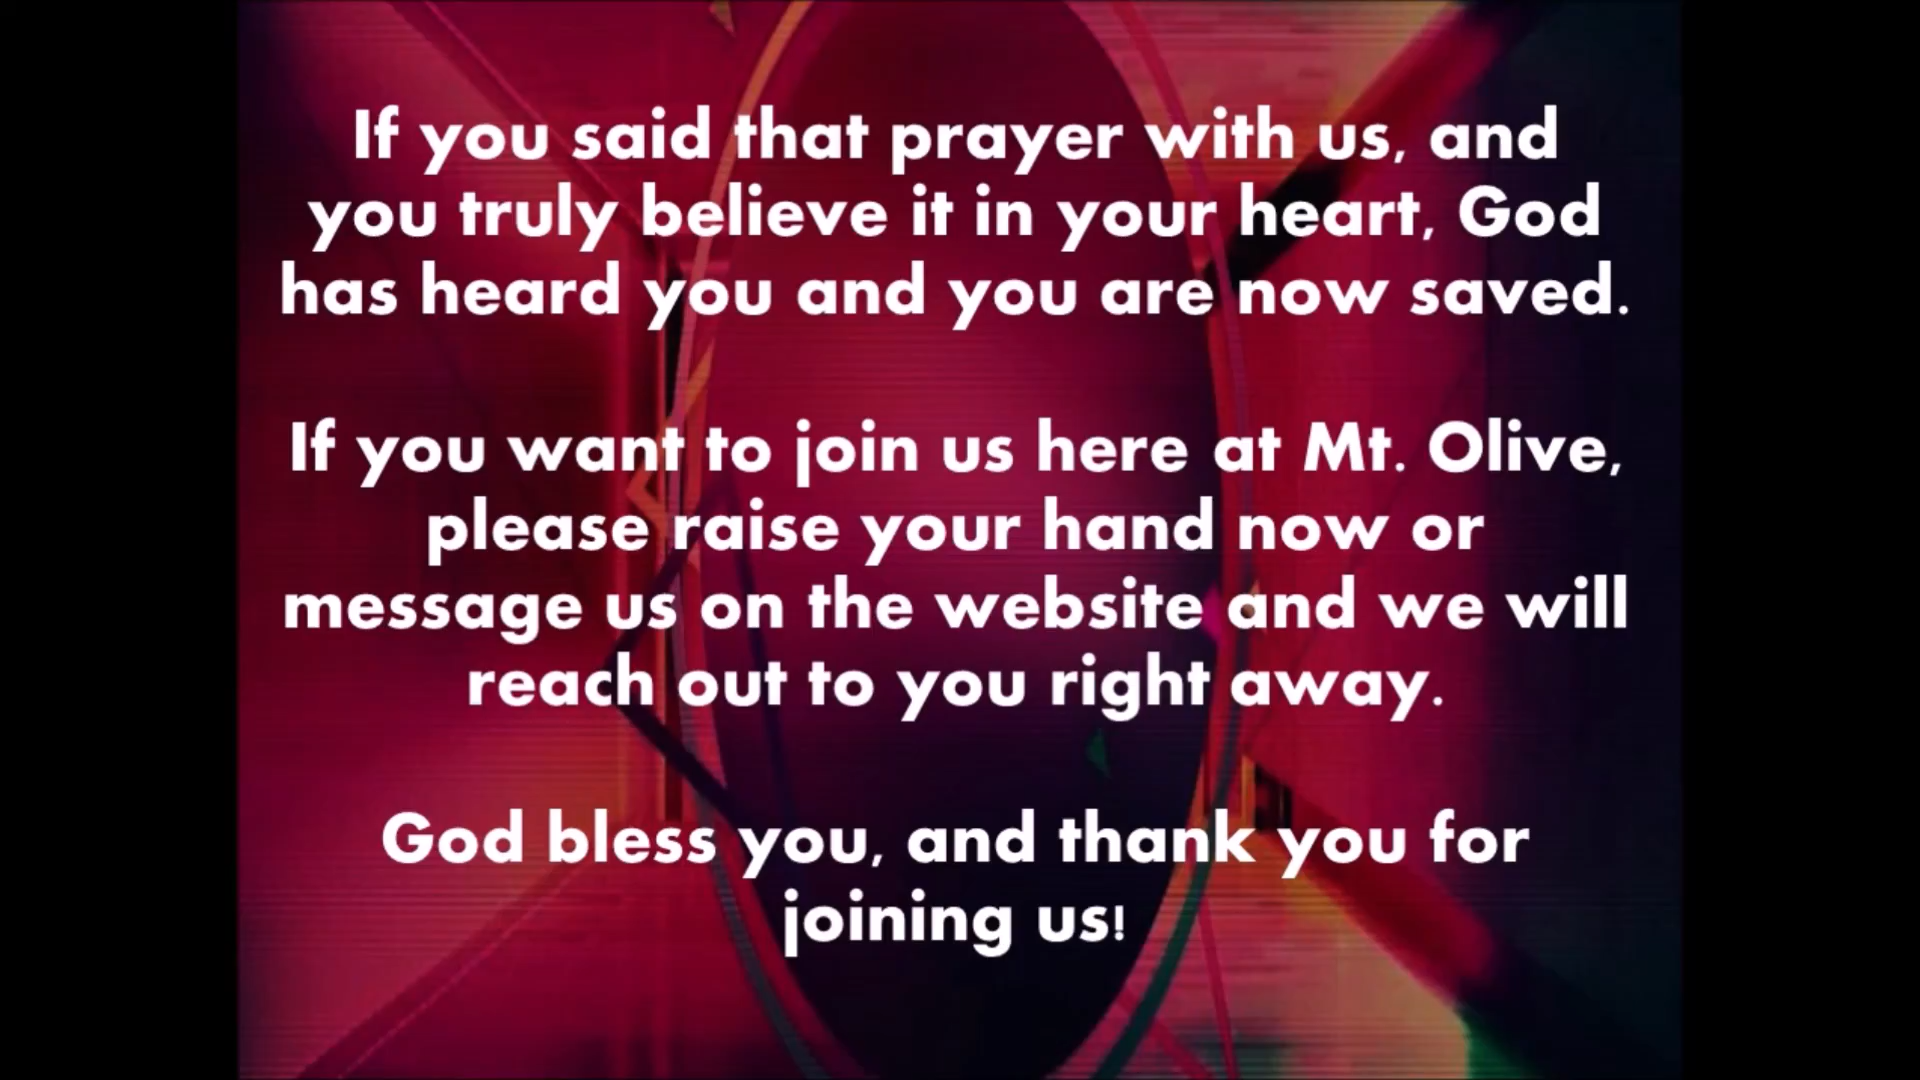 If you said that prayer with us, and
you truly believe it in your heart, God
has heard you and you are now saved.
If you want to join us here at Mt. Olive,
please raise your hand now or
message us on the website and we will
reach out to you right away.
God bless you, and thank you for
joining us!